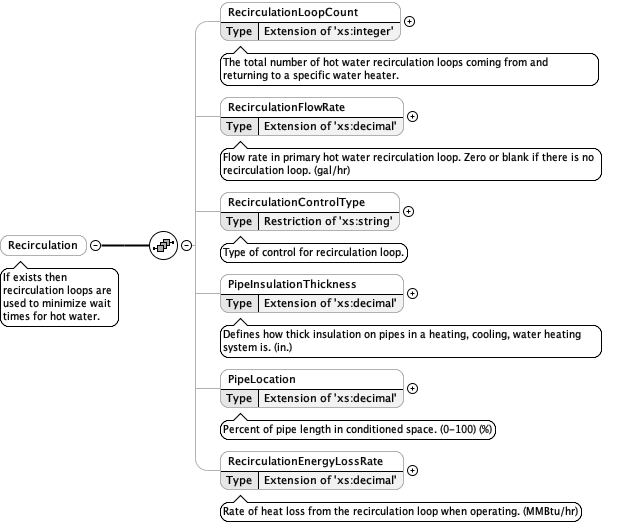 RecirculationLoopCount
Type Extension of 'xs:integer'
The total number of hot water recirculation loops coming from and
returning to a specific water heater.
RecirculationFlowRate
Type Extension of 'xs:decimal'
Flow rate in primary hot water recirculation loop. Zero or blank if there is no
recirculation loop. (gal/hr)
RecirculationControlType
Type Restriction of 'xs:string'
Type of control for recirculation loop.
Recirculation
If exists then
recirculation loops are
used to minimize wait
times for hot water.
PipeInsulationThickness
Type Extension of 'xs:decimal'
Defines how thick insulation on pipes in a heating, cooling, water heating
system is. (in.)
PipeLocation
Type Extension of 'xs:decimal'
Percent of pipe length in conditioned space. (0-100) (%)
RecirculationEnergyLossRate
Type Extension of 'xs:decimal'
Rate of heat loss from the recirculation loop when operating. (MMBtu/hr)